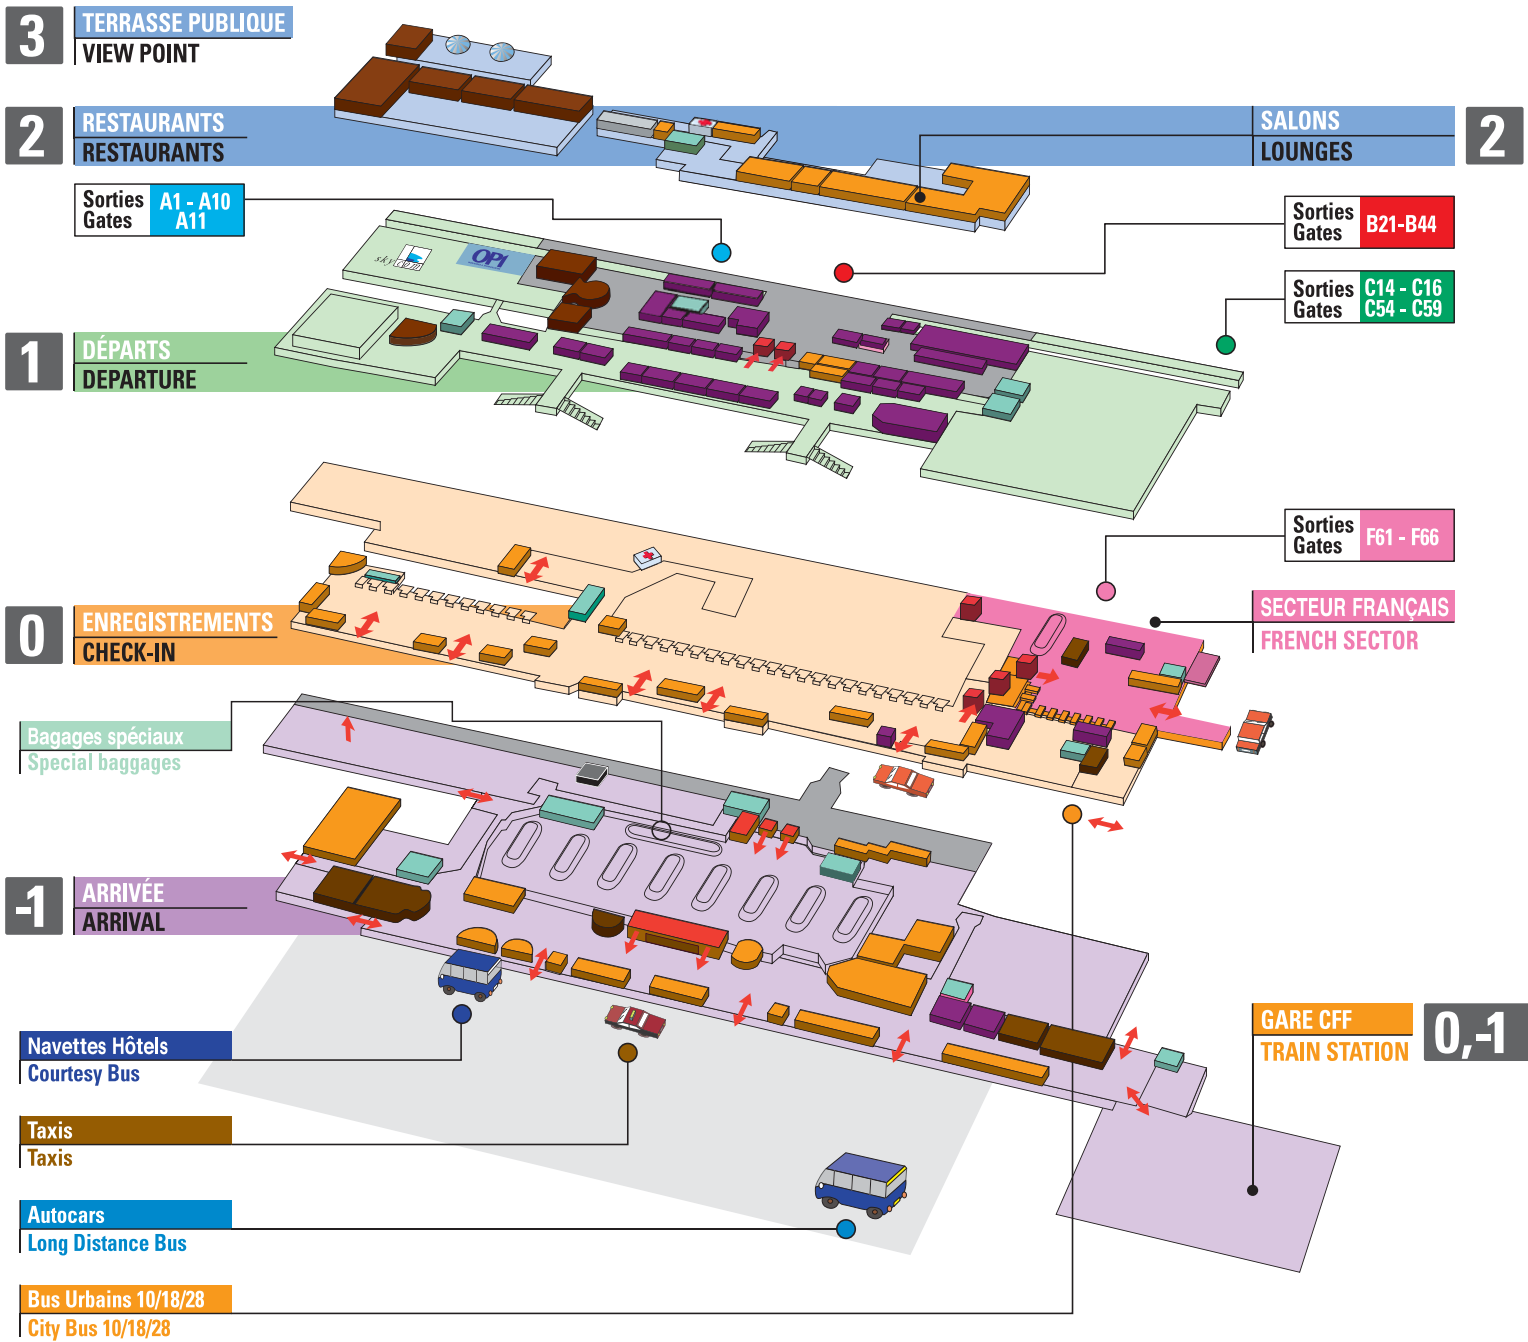 3
TERRASSE PUBLIQUE
VIEW POINT
2
RESTAURANTS
RESTAURANTS
SALONS
LOUNGES
2
Sorties
Gates
A1 - A10
A11
Sorties
Gates
B21-B44
sky com
OPI
Sorties
Gates
C14 - C16
C54 - C59
1
DÉPARTS
DEPARTURE
Sorties
Gates
F61 - F66
0
ENREGISTREMENTS
CHECK-IN
SECTEUR FRANÇAIS
FRENCH SECTOR
Bagages spéciaux
Special baggages
-1
ARRIVÉE
ARRIVAL
Navettes Hôtels
Courtesy Bus
GARE CFF
TRAIN STATION
0,-1
Taxis
Taxis
Autocars
Long Distance Bus
Bus Urbains 10/18/28
City Bus 10/18/28